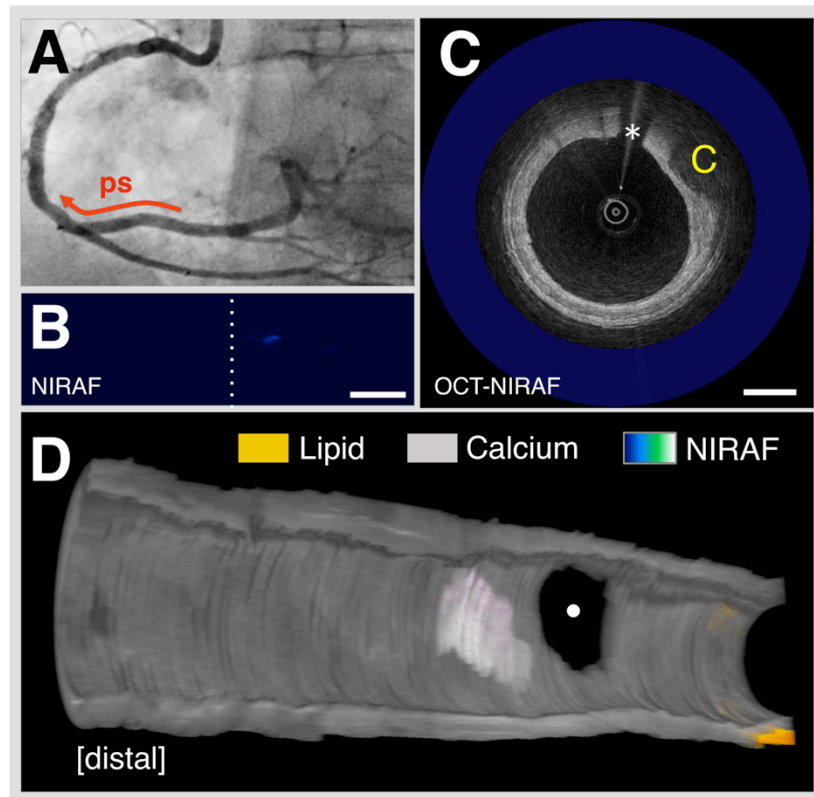 A
ps
B
NIRAF
C
*
C
OCT-NIRAF
D
Lipid
Calcium
NIRAF
[distal]